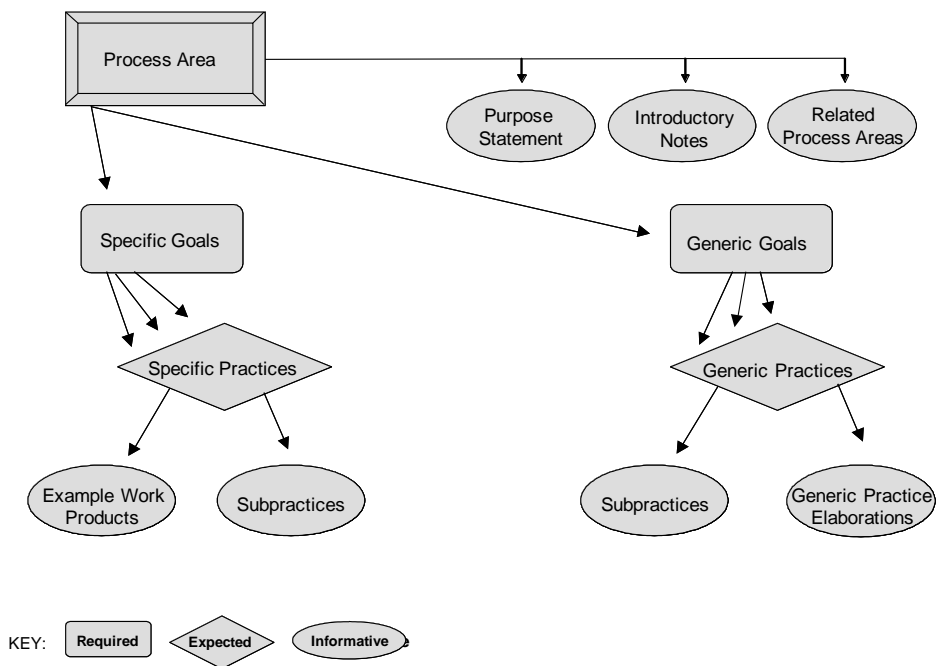 Process Area
Purpose
Statement
Introductory
Notes
Related
Process Areas
Specific Goals
Generic Goals
Specific Practices
Generic Practices
Example Work
Products
Subpractices
Subpractices
Generic Practice
Elaborations
KEY:
Required
Expected
Informative